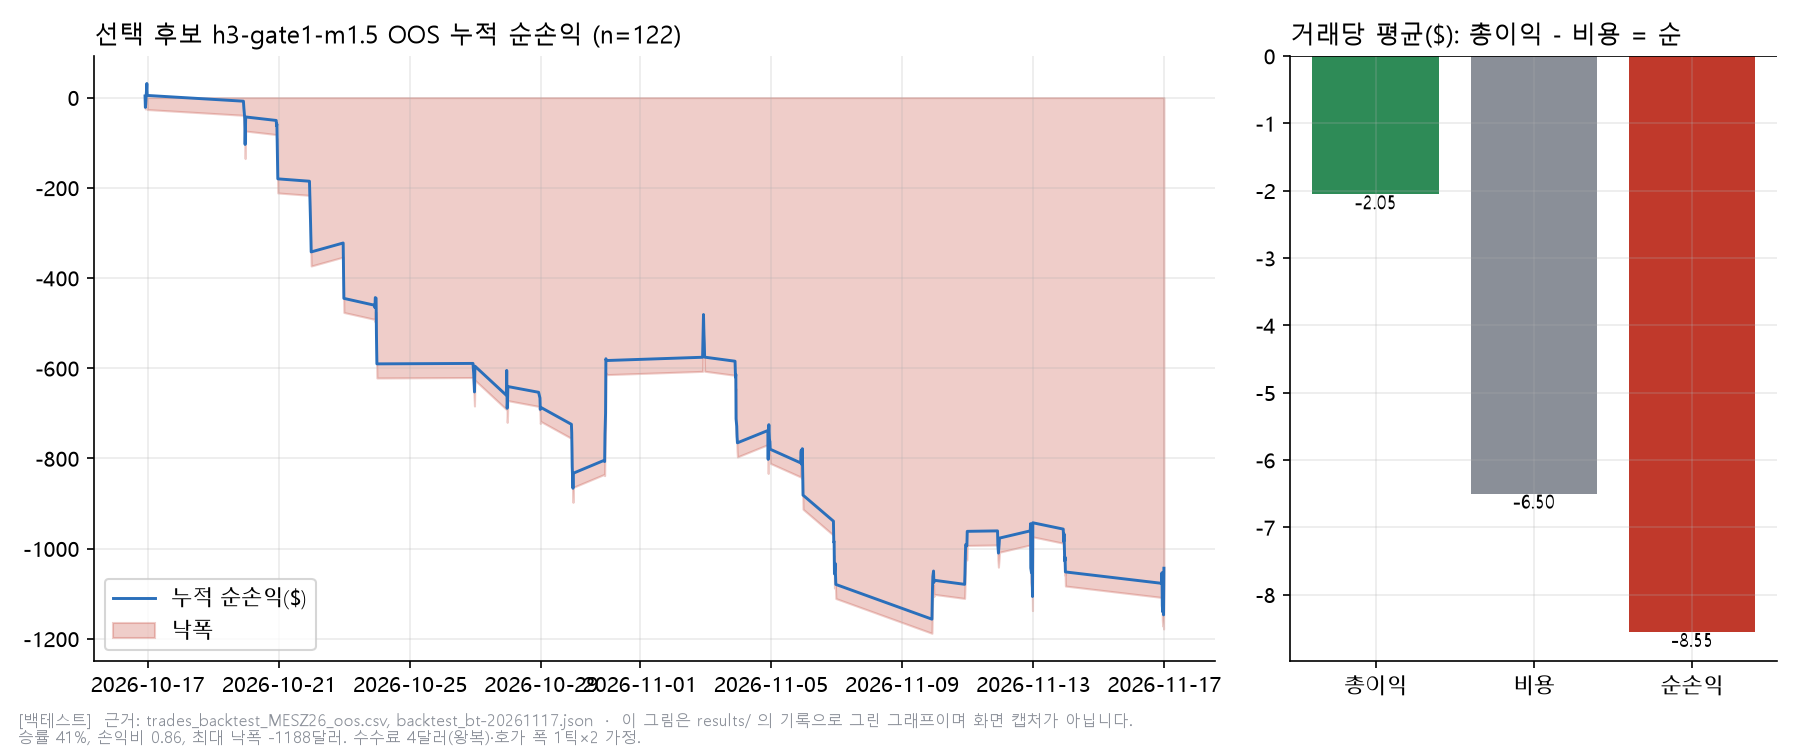 선택 후보 h3-gate1-m1.5 OOS 누적 순손익 (n=122)
0
-200
-400
-600
-800
-1000
-1200
누적 순손익($)
낙폭
2026-10-17 2026-10-21 2026-10-25 2026-10-29 2026-11-01 2026-11-05 2026-11-09 2026-11-13 2026-11-17
거래당 평균($): 총이익 - 비용 = 순
0
-1
-2
-3
-4
-5
-6
-7
-8
-2.05
-6.50
-8.55
총이익 비용 순손익
[백테스트] 근거: trades_backtest_MESZ26_oos.csv, backtest_bt-20261117.json · 이 그림은 results/ 의 기록으로 그린 그래프이며 화면 캡처가 아닙니다.
승률 41%, 손익비 0.86, 최대 낙폭 -1188달러. 수수료 4달러(왕복)·호가 폭 1틱×2 가정.